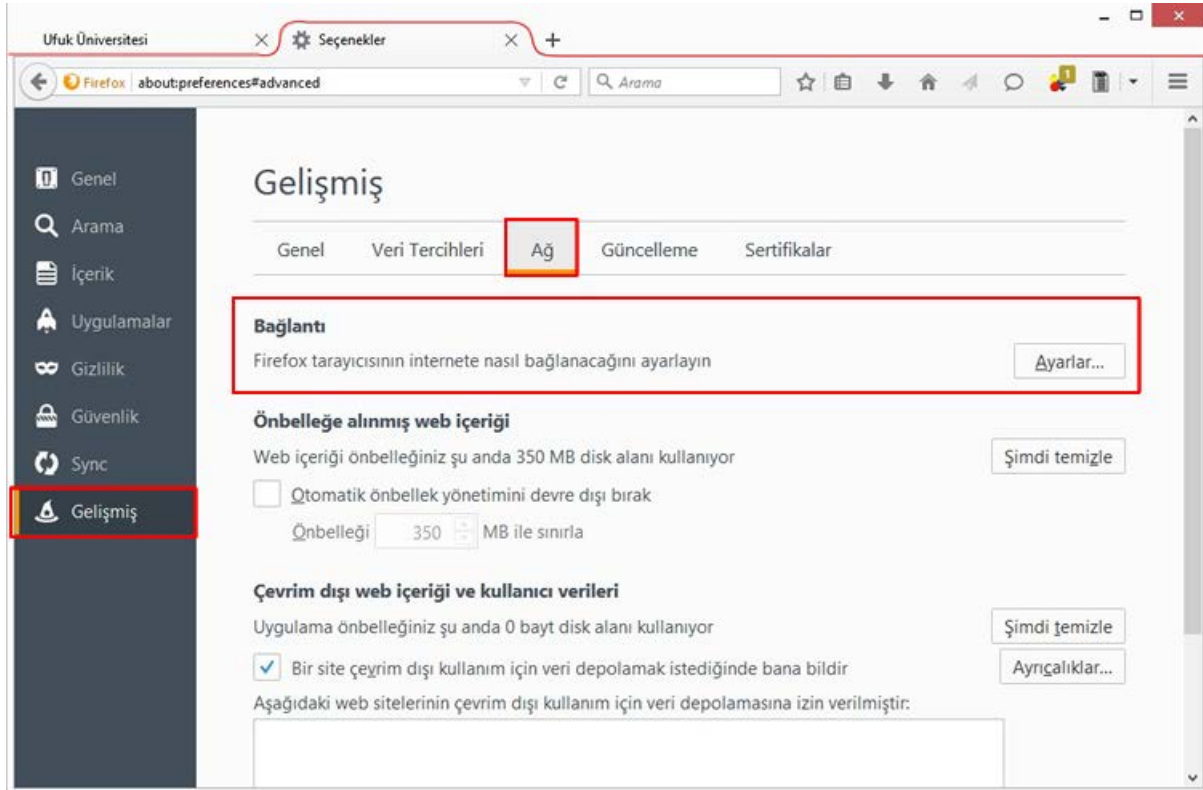 Ufuk Üniversitesi
Seçenekler
Firefox about:preferences#advanced
Arama
1
Genel
Arama
İçerik
Uygulamalar
Gizlilik
Güvenlik
Sync
Gelişmiş
Gelişmiş
Genel Veri Tercihleri Ağ Güncelleme Sertifikalar
Bağlantı
Firefox tarayıcısının internete nasıl bağlanacağını ayarlayın Ayarlar...
Önbelleğe alınmış web içeriği
Web içeriği önbelleğiniz şu anda 350 MB disk alanı kullanıyor Şimdi temizle
Otomatik önbellek yönetimini devre dışı bırak
Önbelleği 350 MB ile sınırla
Çevrim dışı web içeriği ve kullanıcı verileri
Uygulama önbelleğiniz şu anda 0 bayt disk alanı kullanıyor Şimdi temizle
Bir site çevrim dışı kullanım için veri depolamak istediğinde bana bildir Ayrıcalıklar...
Aşağıdaki web sitelerinin çevrim dışı kullanım için veri depolamasına izin verilmiştir: